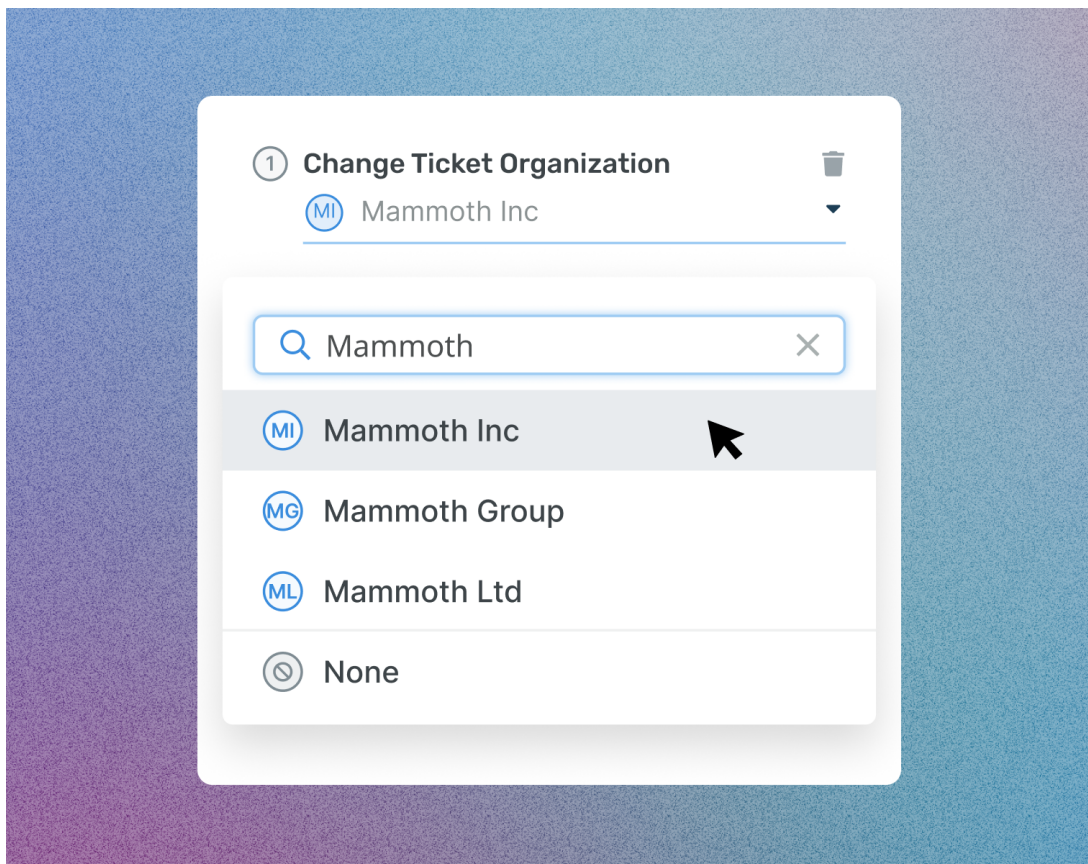 1 Change Ticket Organization
MI Mammoth Inc
Mammoth
MI Mammoth Inc
MG Mammoth Group
ML Mammoth Ltd
None